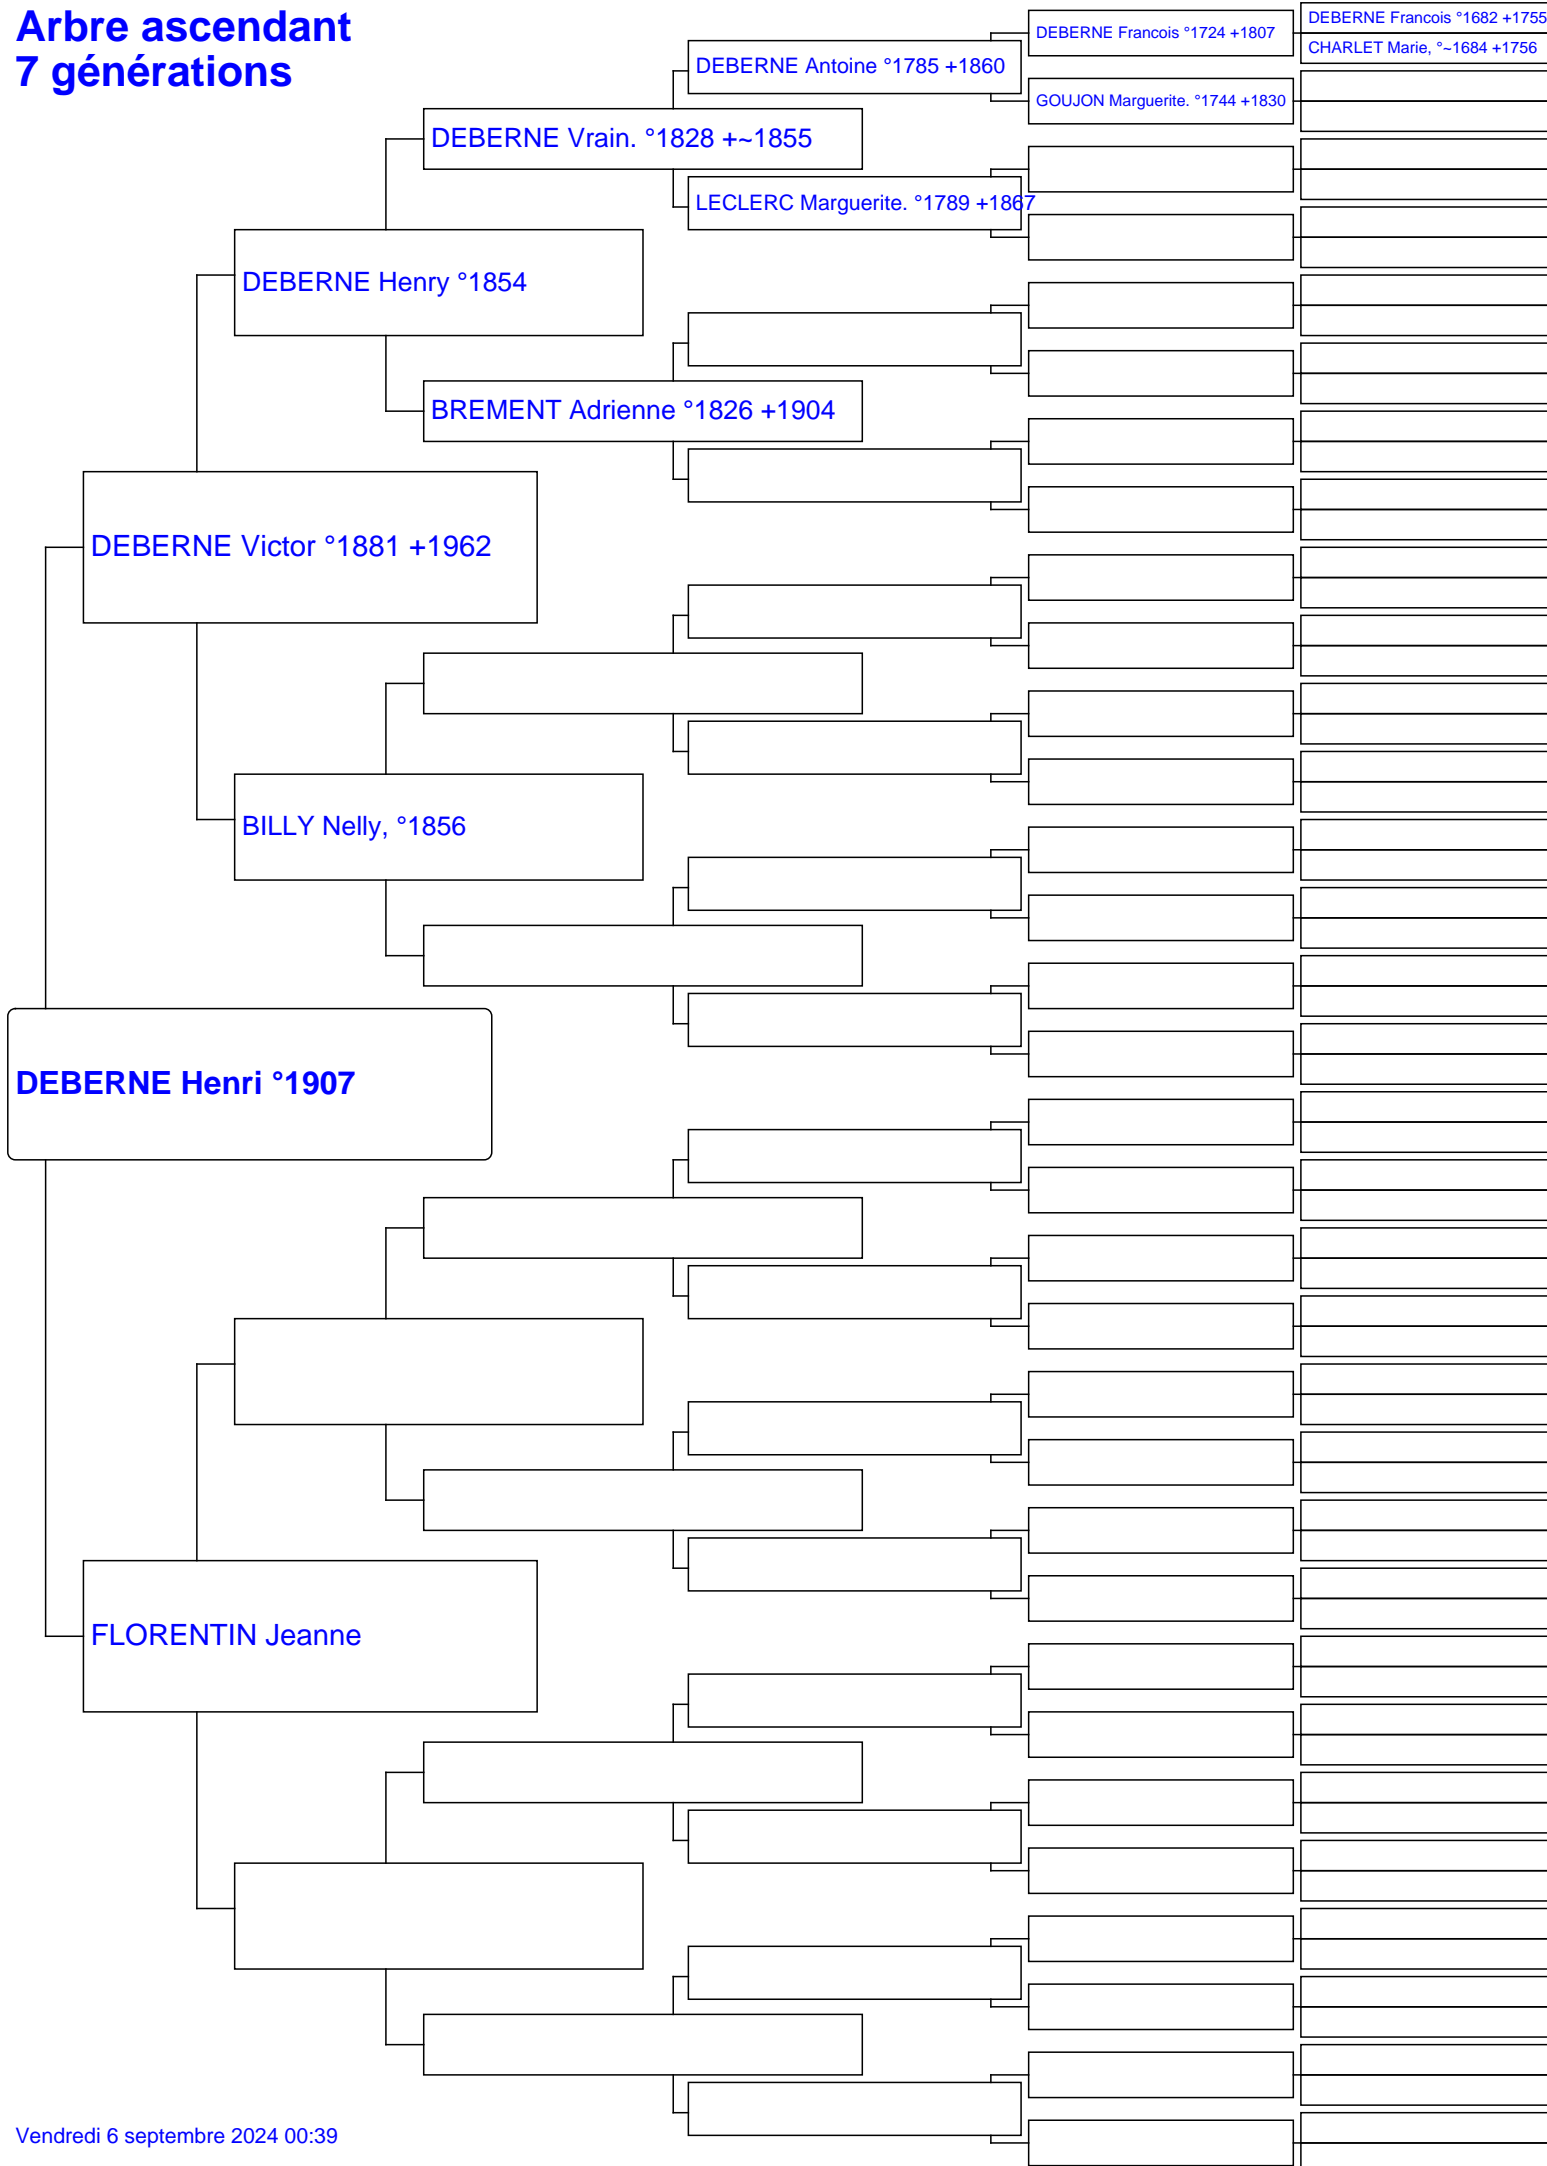 Arbre ascendant
7 générations
DEBERNE Francois °1682 +1755
DEBERNE Francois °1724 +1807
CHARLET Marie, °~1684 +1756
DEBERNE Antoine °1785 +1860
GOUJON Marguerite. °1744 +1830
DEBERNE Vrain. °1828 +~1855
LECLERC Marguerite. °1789 +1867
DEBERNE Henry °1854
BREMENT Adrienne °1826 +1904
DEBERNE Victor °1881 +1962
BILLY Nelly, °1856
DEBERNE Henri °1907
FLORENTIN Jeanne
Vendredi 6 septembre 2024 00:39